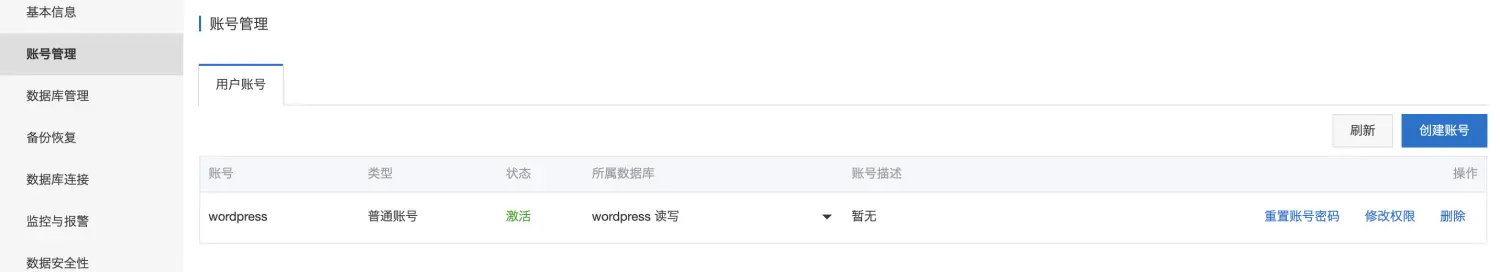 基本信息
账号管理
数据库管理
备份恢复
数据库连接
监控与报警
数据安全性
账号管理
用户账号
刷新 创建账号
账号 类型 状态 所属数据库 账号描述 操作
wordpress 普通账号 激活 wordpress 读写 暂无 重置账号密码 修改权限 删除